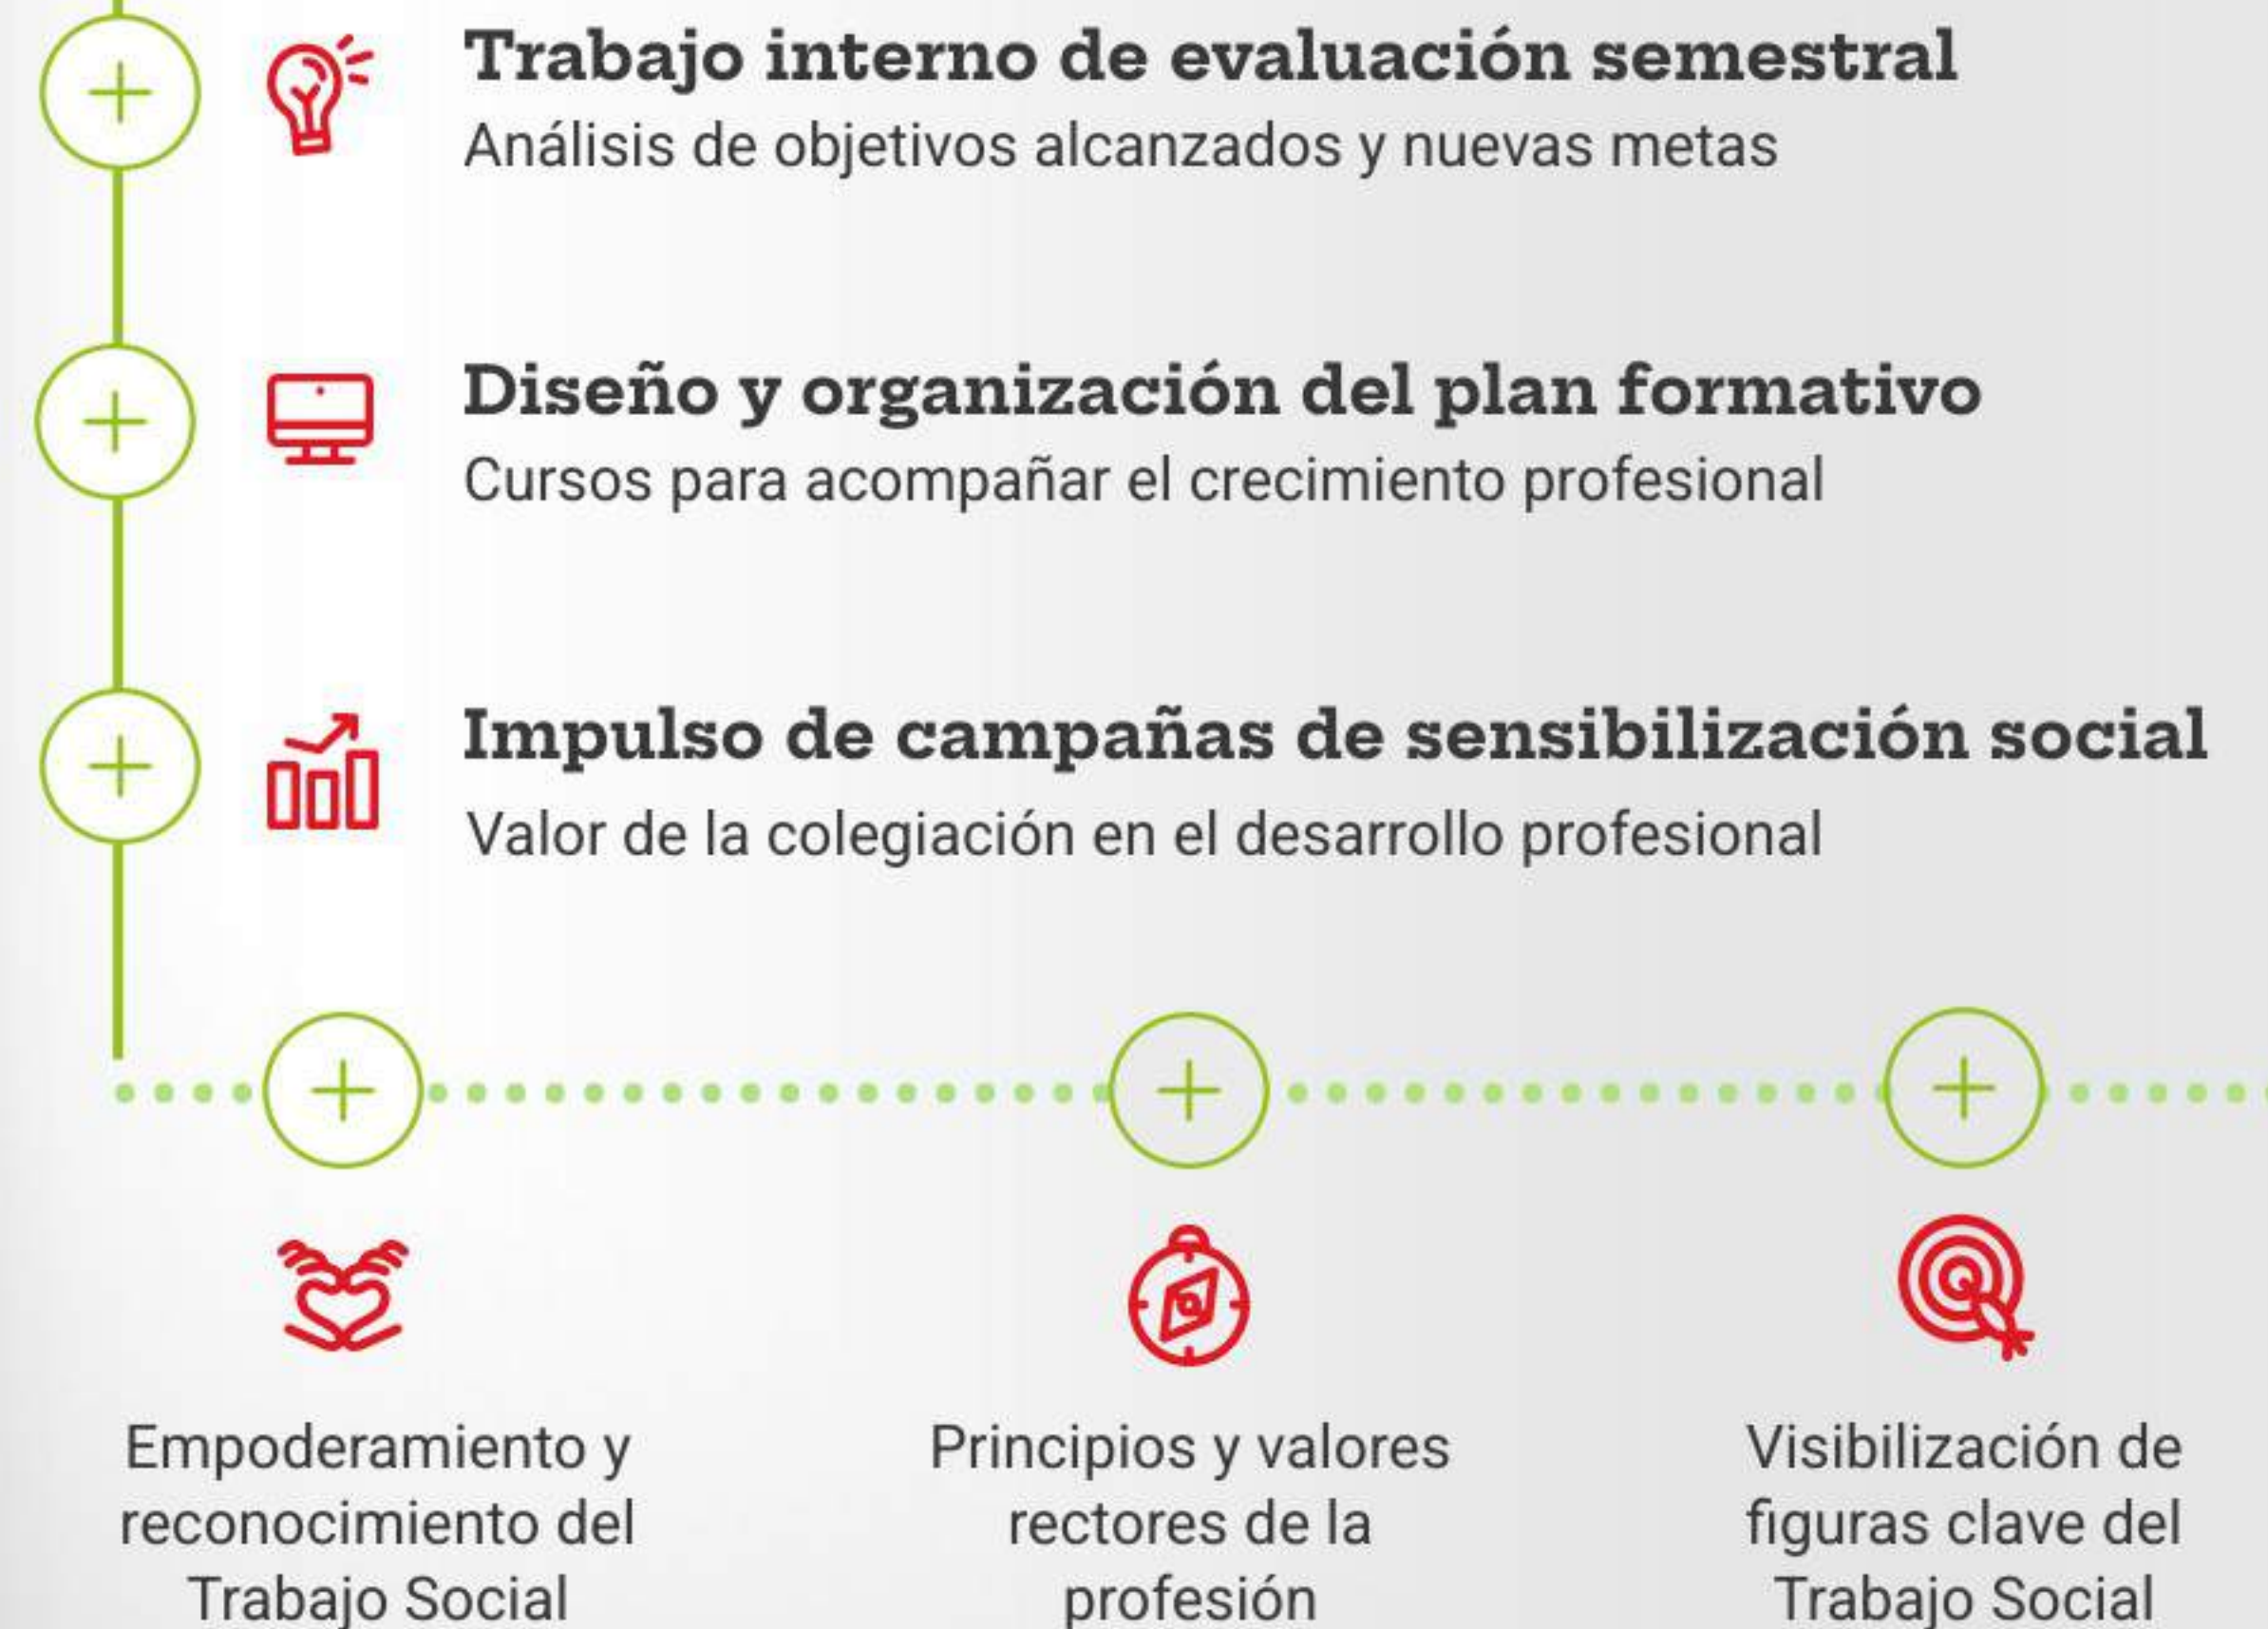 Trabajo interno de evaluación semestral
Análisis de objetivos alcanzados y nuevas metas
Diseño y organización del plan formativo
Cursos para acompañar el crecimiento profesional
Impulso de campañas de sensibilización social
Valor de la colegiación en el desarrollo profesional
Empoderamiento y
reconocimiento del
Trabajo Social
Principios y valores
rectores de la
profesión
Visibilización de
figuras clave del
Trabajo Social